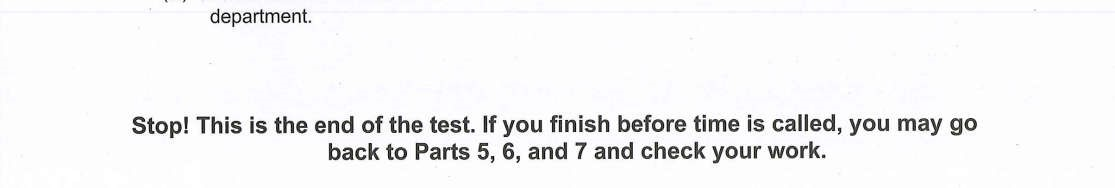 department.
Stop! This is the end of the test. If you finish before time is called, you may go
back to Parts 5, 6, and 7 and check your work.